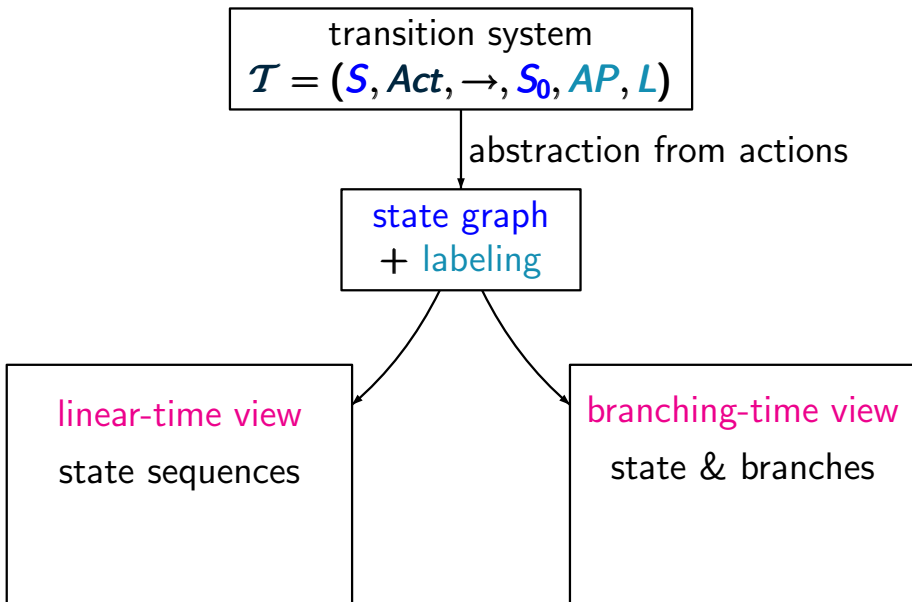 transition system
𝒯 = (S, Act, →, S₀, AP, L)
abstraction from actions
state graph
+ labeling
linear-time view
state sequences
branching-time view
state & branches